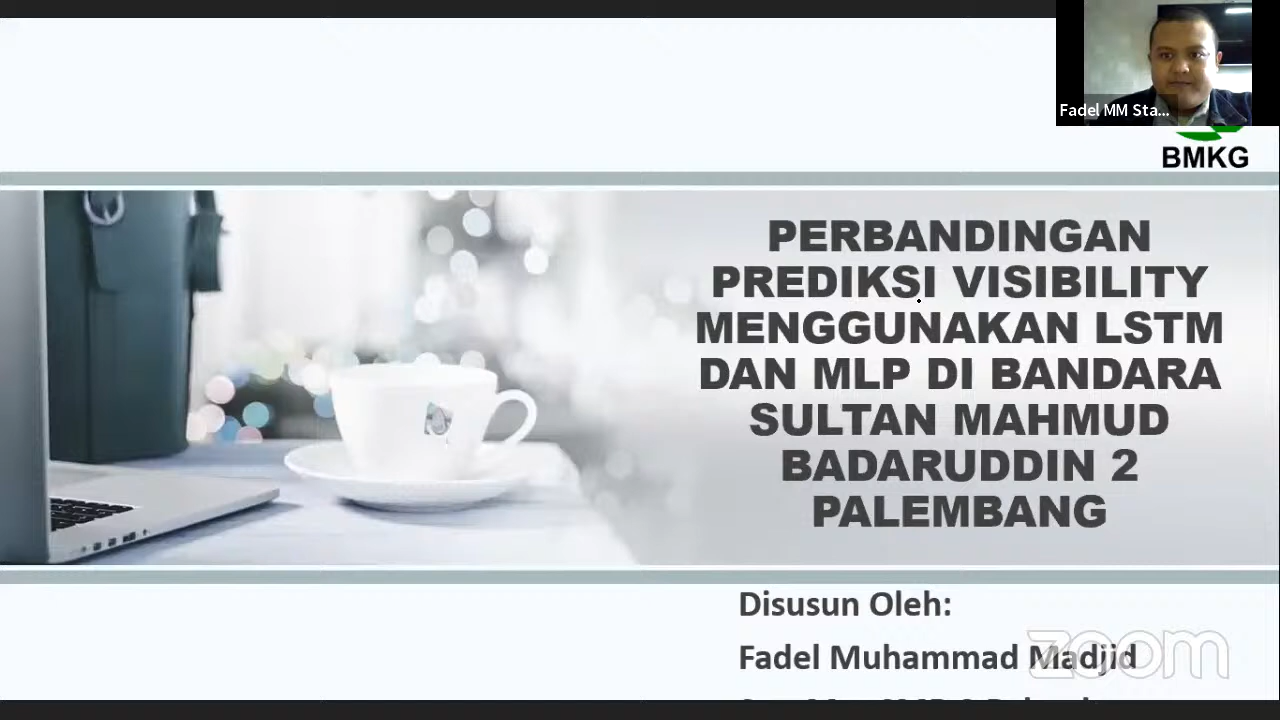 Fadel MM Sta...
BMKG
PERBANDINGAN
PREDIKSI VISIBILITY
MENGGUNAKAN LSTM
DAN MLP DI BANDARA
SULTAN MAHMUD
BADARUDDIN 2
PALEMBANG
Disusun Oleh:
Fadel Muhammad Madjid
zoom